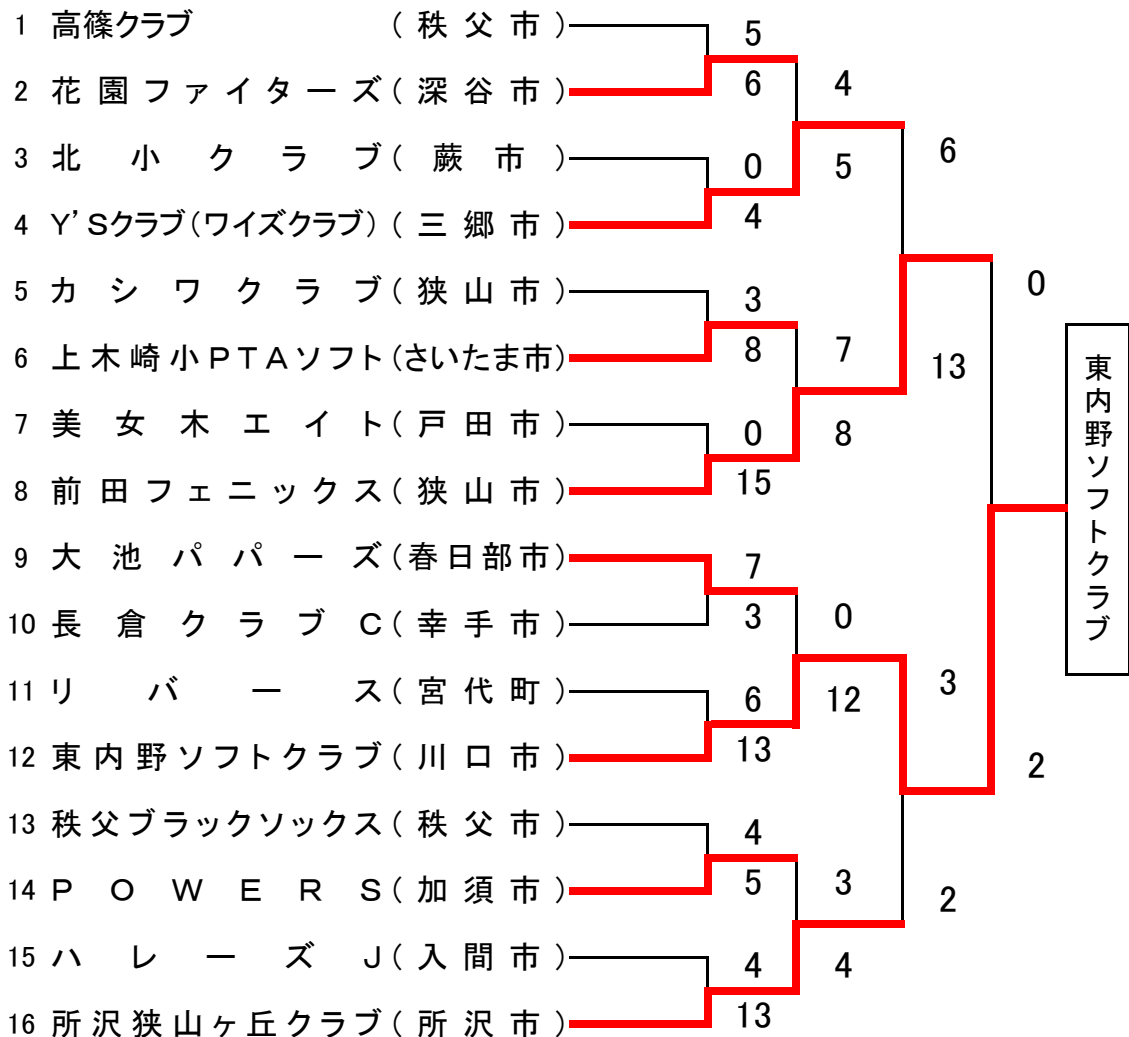 1 高篠クラブ (秩父市)
5
2 花園ファイターズ(深谷市)
6
4
3 北小クラブ(蕨市)
0
5
6
4 Y'Sクラブ(ワイズクラブ)(三郷市)
4
5 カシワクラブ(狭山市)
3
0
6 上木崎小PTAソフト(さいたま市)
8
7
13
7 美女木エイト(戸田市)
0
8
8 前田フェニックス(狭山市)
15
東内野ソフトクラブ
9 大池パパーズ(春日部市)
7
10 長倉クラブC(幸手市)
3
0
11 リバース(宮代町)
6
12
3
12 東内野ソフトクラブ(川口市)
13
2
13 秩父ブラックソックス(秩父市)
4
14 POWERS(加須市)
5
3
2
15 ハレーズJ(入間市)
4
4
16 所沢狭山ヶ丘クラブ(所沢市)
13